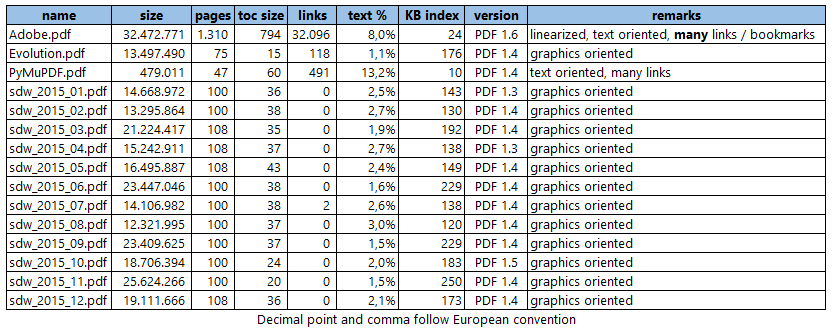 name size pages toc size links text % KB index version remarks
Adobe.pdf 32.472.771 1.310 794 32.096 8,0% 24 PDF 1.6 linearized, text oriented, many links / bookmarks
Evolution.pdf 13.497.490 75 15 118 1,1% 176 PDF 1.4 graphics oriented
PyMuPDF.pdf 479.011 47 60 491 13,2% 10 PDF 1.4 text oriented, many links
sdw_2015_01.pdf 14.668.972 100 36 0 2,5% 143 PDF 1.3 graphics oriented
sdw_2015_02.pdf 13.295.864 100 38 0 2,7% 130 PDF 1.4 graphics oriented
sdw_2015_03.pdf 21.224.417 108 35 0 1,9% 192 PDF 1.4 graphics oriented
sdw_2015_04.pdf 15.242.911 108 37 0 2,7% 138 PDF 1.3 graphics oriented
sdw_2015_05.pdf 16.495.887 108 43 0 2,4% 149 PDF 1.4 graphics oriented
sdw_2015_06.pdf 23.447.046 100 38 0 1,6% 229 PDF 1.4 graphics oriented
sdw_2015_07.pdf 14.106.982 100 38 2 2,6% 138 PDF 1.4 graphics oriented
sdw_2015_08.pdf 12.321.995 100 37 0 3,0% 120 PDF 1.4 graphics oriented
sdw_2015_09.pdf 23.409.625 100 37 0 1,5% 229 PDF 1.4 graphics oriented
sdw_2015_10.pdf 18.706.394 100 24 0 2,0% 183 PDF 1.5 graphics oriented
sdw_2015_11.pdf 25.624.266 100 20 0 1,5% 250 PDF 1.4 graphics oriented
sdw_2015_12.pdf 19.111.666 108 36 0 2,1% 173 PDF 1.4 graphics oriented
Decimal point and comma follow European convention